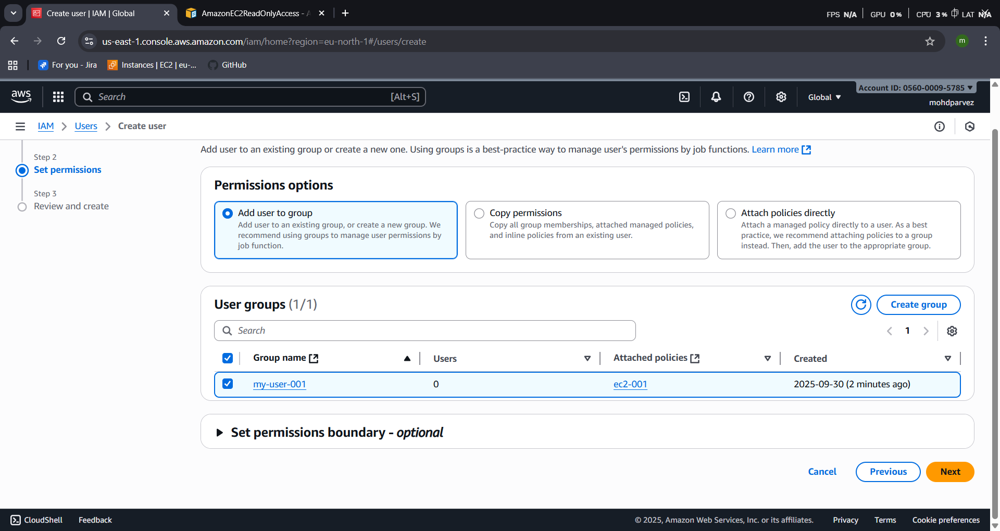 Create user | IAM | Global
AmazonEC2ReadOnlyAccess - A
FPS N/A GPU 0% CPU 3% LAT N/A
us-east-1.console.aws.amazon.com/iam/home?region=eu-north-1#/users/create
m
For you - Jira
Instances | EC2 | eu-...
GitHub
aws
Search
[Alt+S]
Global
Account ID: 0560-0009-5785
mohdparvez
IAM
Users
Create user
Step 2
Set permissions
Step 3
Review and create
Add user to an existing group or create a new one. Using groups is a best-practice way to manage user's permissions by job functions. Learn more
Permissions options
Add user to group
Add user to an existing group, or create a new group. We
recommend using groups to manage user permissions by
job function.
Copy permissions
Copy all group memberships, attached managed policies,
and inline policies from an existing user.
Attach policies directly
Attach a managed policy directly to a user. As a best
practice, we recommend attaching policies to a group
instead. Then, add the user to the appropriate group.
User groups (1/1)
Create group
Search
1
Group name
Users
Attached policies
Created
my-user-001
0
ec2-001
2025-09-30 (2 minutes ago)
Set permissions boundary - optional
Cancel
Previous
Next
CloudShell
Feedback
© 2025, Amazon Web Services, Inc. or its affiliates.
Privacy
Terms
Cookie preferences